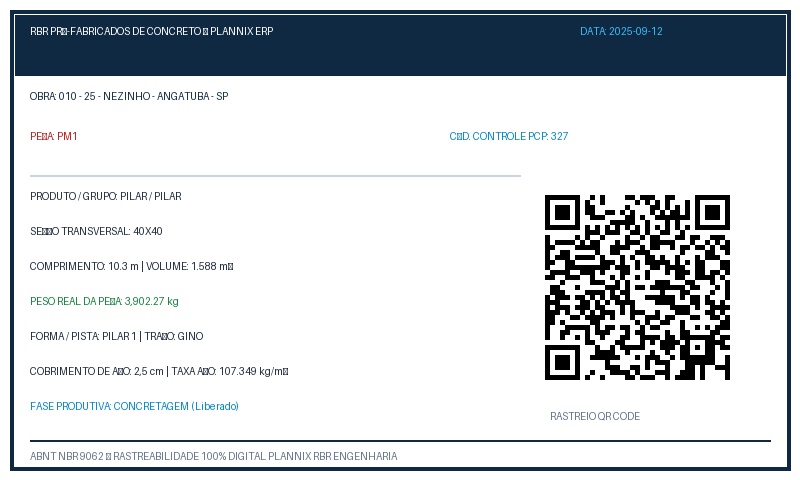 RBR PR▯-FABRICADOS DE CONCRETO ▯ PLANNIX ERP
DATA: 2025-09-12
OBRA: 010 - 25 - NEZINHO - ANGATUBA - SP
PE▯A: PM1
C▯D. CONTROLE PCP: 327
PRODUTO / GRUPO: PILAR / PILAR
SE▯▯O TRANSVERSAL: 40X40
COMPRIMENTO: 10.3 m | VOLUME: 1.588 m▯
PESO REAL DA PE▯A: 3,902.27 kg
FORMA / PISTA: PILAR 1 | TRA▯O: GINO
COBRIMENTO DE A▯O: 2,5 cm | TAXA A▯O: 107.349 kg/m▯
FASE PRODUTIVA: CONCRETAGEM (Liberado)
RASTREIO QR CODE
ABNT NBR 9062 ▯ RASTREABILIDADE 100% DIGITAL PLANNIX RBR ENGENHARIA